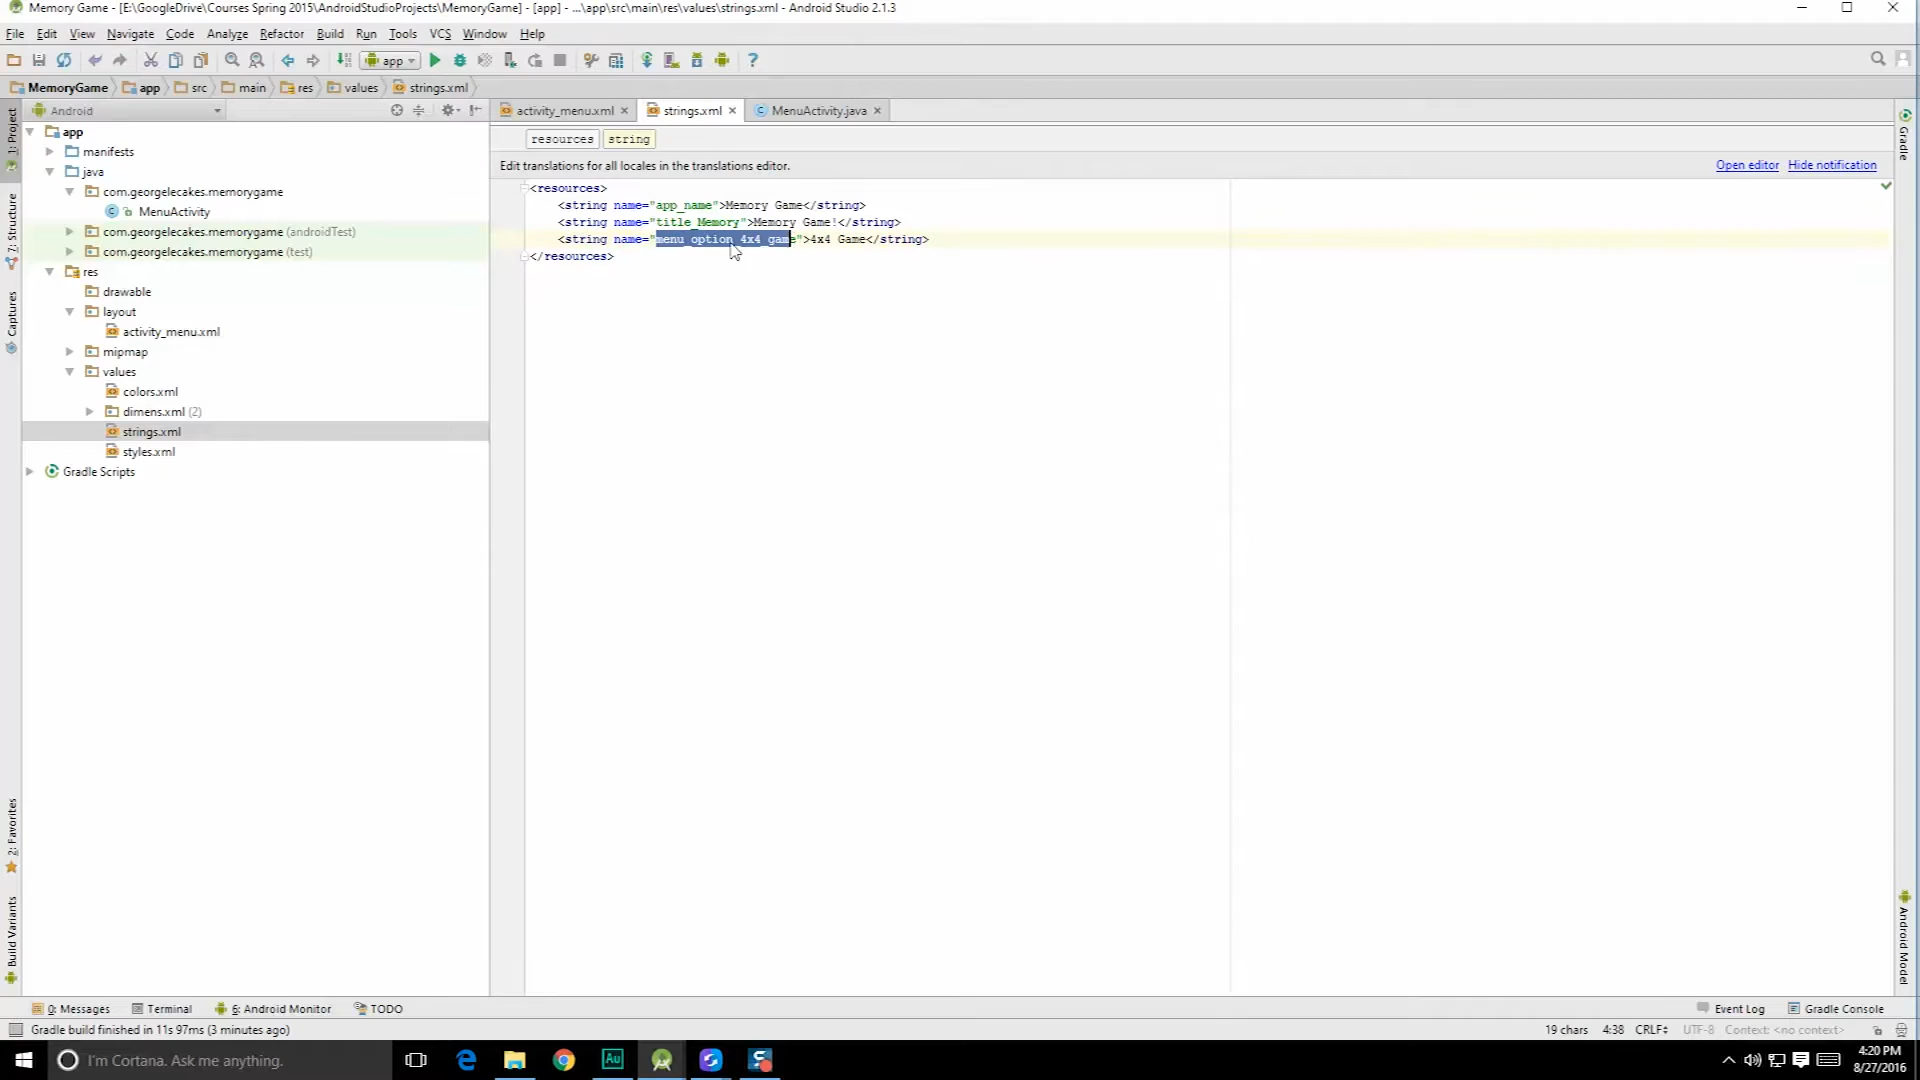 Memory Game - [E:\GoogleDrive\Courses Spring 2015\AndroidStudioProjects\MemoryGame] - [app] - ...\app\src\main\res\values\strings.xml - Android Studio 2.1.3
File Edit View Navigate Code Analyze Refactor Build Run Tools VCS Window Help
app
MemoryGame app src main res values strings.xml
Android
activity_menu.xml strings.xml MenuActivity.java
1: Project
7: Structure
Captures
2: Favorites
Build Variants
app
manifests
java
com.georgelecakes.memorygame
MenuActivity
com.georgelecakes.memorygame (androidTest)
com.georgelecakes.memorygame (test)
res
drawable
layout
activity_menu.xml
mipmap
values
colors.xml
dimens.xml (2)
strings.xml
styles.xml
Gradle Scripts
resources string
Edit translations for all locales in the translations editor. Open editor Hide notification
<resources>
<string name="app_name">Memory Game</string>
<string name="title_Memory">Memory Game!</string>
<string name="menu_option_4x4_game">4x4 Game</string>
</resources>
Gradle
Android Model
0: Messages Terminal 6: Android Monitor TODO Event Log Gradle Console
Gradle build finished in 11s 97ms (3 minutes ago) 19 chars 4:38 CRLF UTF-8 Context: <no context>
I'm Cortana. Ask me anything.
Au
4:20 PM
8/27/2016